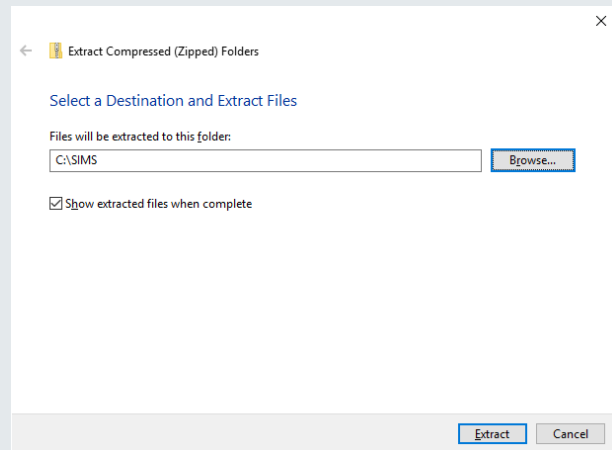 Extract Compressed (Zipped) Folders
Select a Destination and Extract Files
Files will be extracted to this folder:
C:\SIMS
Browse...
Show extracted files when complete
Extract
Cancel